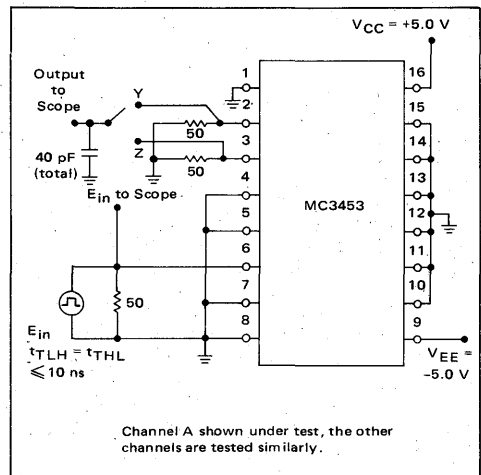 VCC = +5.0 V
Output
to
Scope
Y
Z
50
50
40 pF
(total)
Ein to Scope
50
Ein
tTLH = tTHL
⩽ 10 ns
1
2
3
4
5
6
7
8
MC3453
16
15
14
13
12
11
10
9
VEE =
-5.0 V
Channel A shown under test, the other
channels are tested similarly.